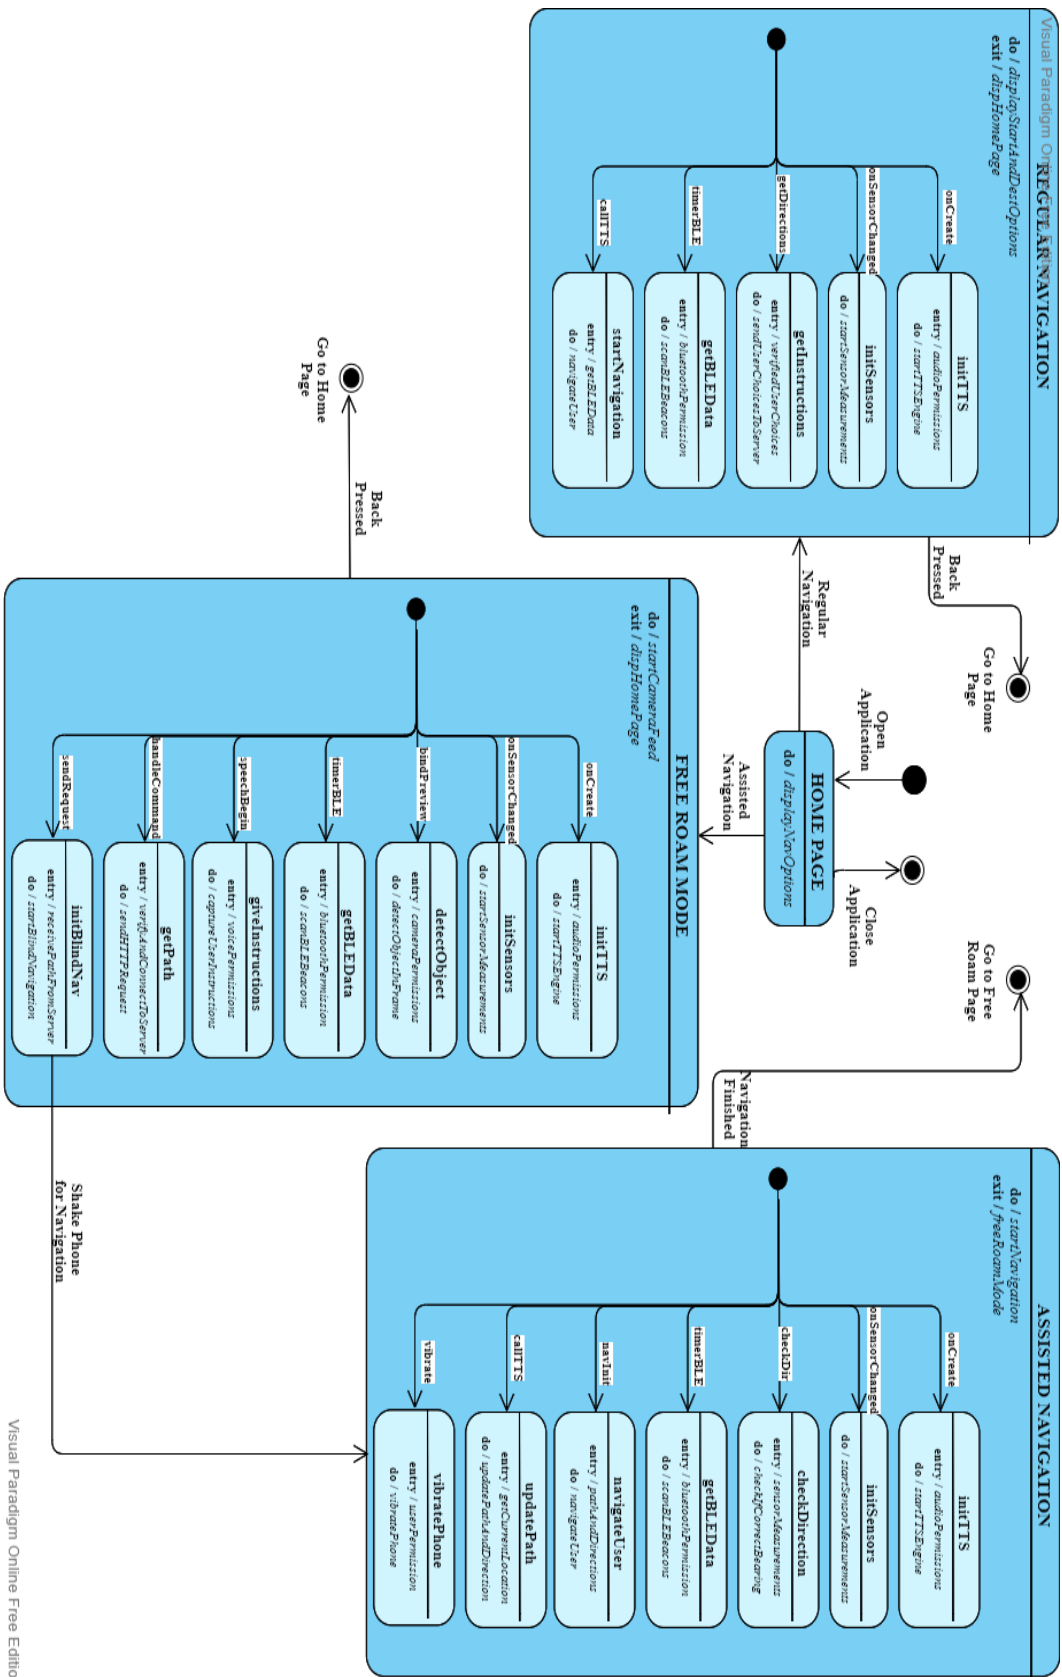 Visual Paradigm Online Free Edition
REGULAR NAVIGATION
do / displayStartAndDestOptions
exit / dispHomePage
onCreate
onSensorChanged
getDirections
timerBLE
callTTS
initTTS
entry / audioPermissions
do / startTTSEngine
initSensors
do / startSensorMeasurements
getInstructions
entry / verifiedUserChoices
do / sendUserChoicesToServer
getBLEData
entry / bluetoothPermission
do / scanBLEBeacons
startNavigation
entry / getBLEData
do / navigateUser
Back
Pressed
Go to Home
Page
Regular
Navigation
Open
Application
HOME PAGE
do / displayNavOptions
Close
Application
Assisted
Navigation
Go to Home
Page
Back
Pressed
FREE ROAM MODE
do / startCameraFeed
exit / dispHomePage
onCreate
onSensorChanged
bindPreview
timerBLE
speechBegin
handleCommand
sendRequest
initTTS
entry / audioPermissions
do / startTTSEngine
initSensors
do / startSensorMeasurements
detectObject
entry / cameraPermissions
do / detectObjectInFrame
getBLEData
entry / bluetoothPermission
do / scanBLEBeacons
giveInstructions
entry / voicePermissions
do / captureUserInstructions
getPath
entry / verifyAndConnectToServer
do / sendHTTPRequest
initBlindNav
entry / receivePathFromServer
do / startBlindNavigation
Go to Free
Roam Page
Navigation
Finished
Shake Phone
for Navigation
ASSISTED NAVIGATION
do / startNavigation
exit / freeRoamMode
onCreate
onSensorChanged
checkDir
timerBLE
navInit
callTTS
vibrate
initTTS
entry / audioPermissions
do / startTTSEngine
initSensors
do / startSensorMeasurements
checkDirection
entry / sensorMeasurements
do / checkIfCorrectBearing
getBLEData
entry / bluetoothPermission
do / scanBLEBeacons
navigateUser
entry / pathAndDirections
do / navigateUser
updatePath
entry / getCurrentLocation
do / updatePathAndDirection
vibratePhone
entry / userPermission
do / vibratePhone
Visual Paradigm Online Free Editio